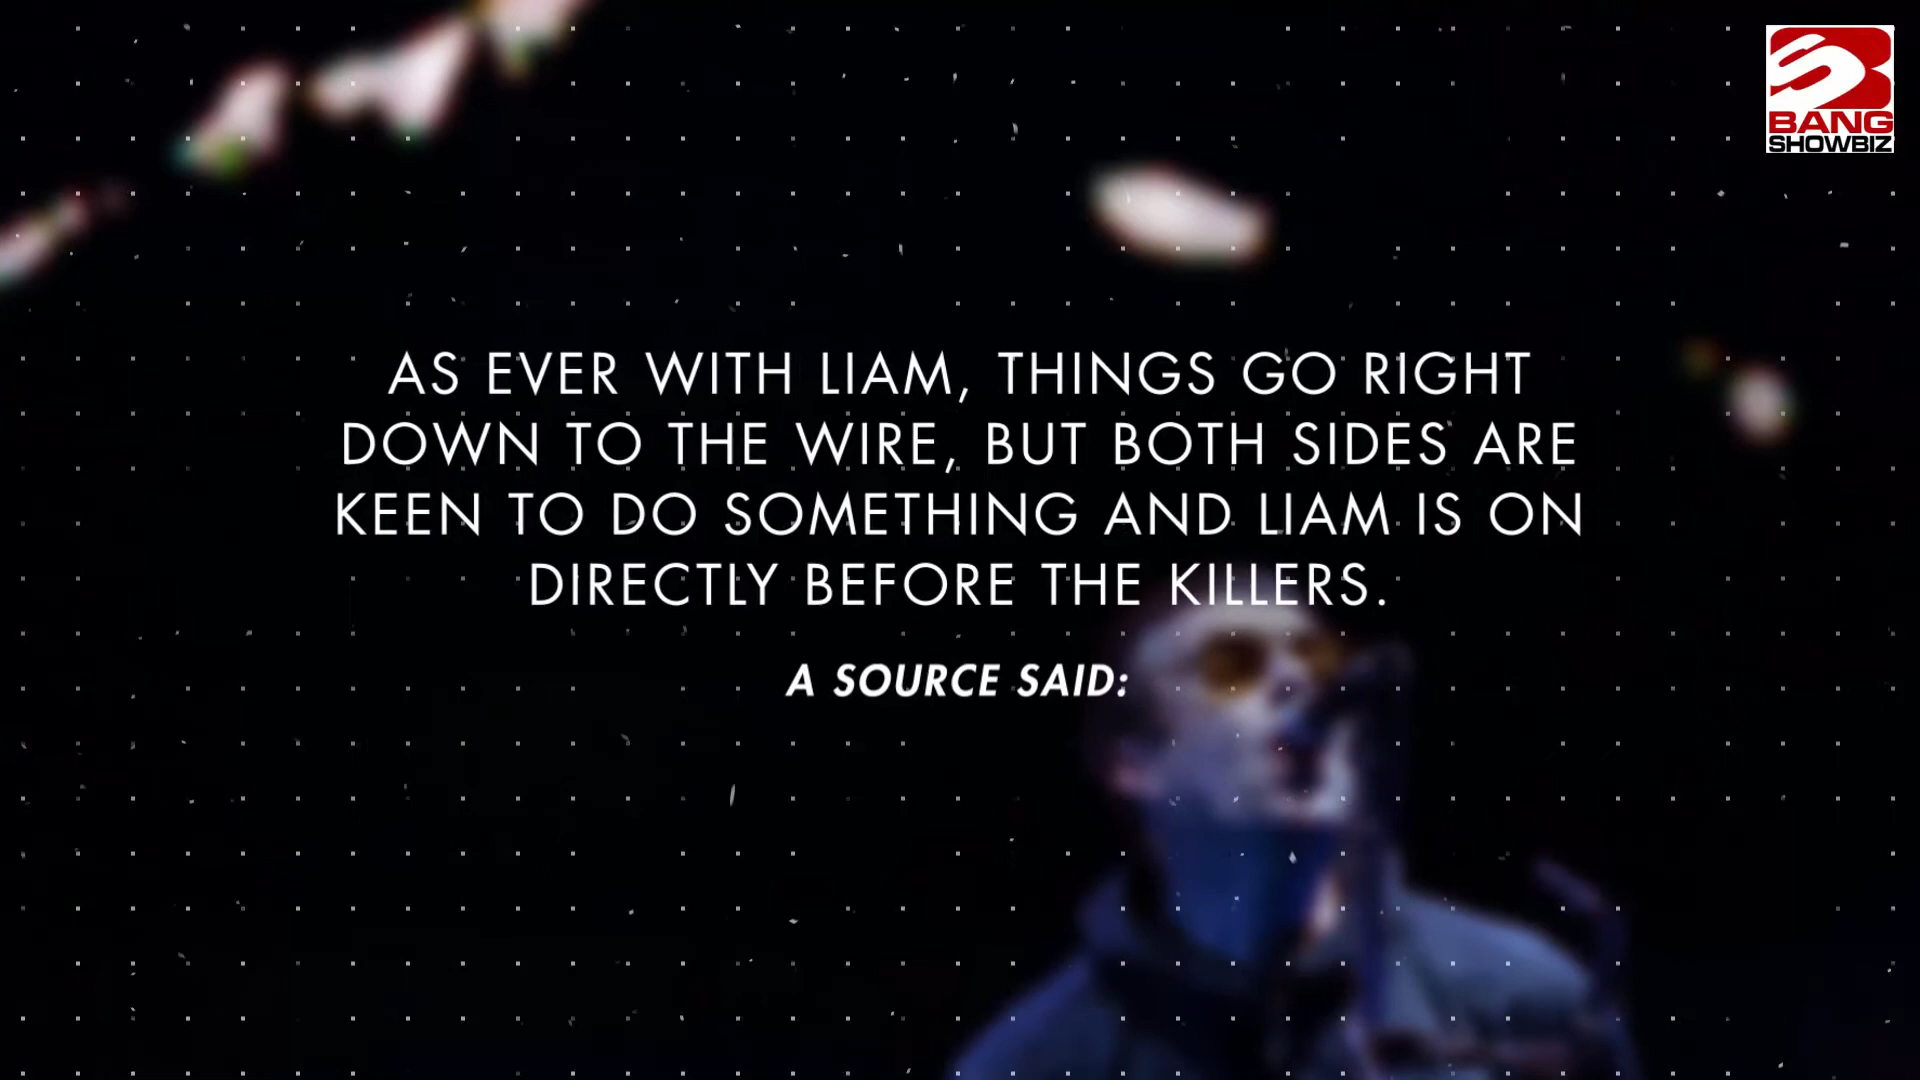 BANG
SHOWBIZ
AS EVER WITH LIAM, THINGS GO RIGHT
DOWN TO THE WIRE, BUT BOTH SIDES ARE
KEEN TO DO SOMETHING AND LIAM IS ON
DIRECTLY BEFORE THE KILLERS.
A SOURCE SAID: